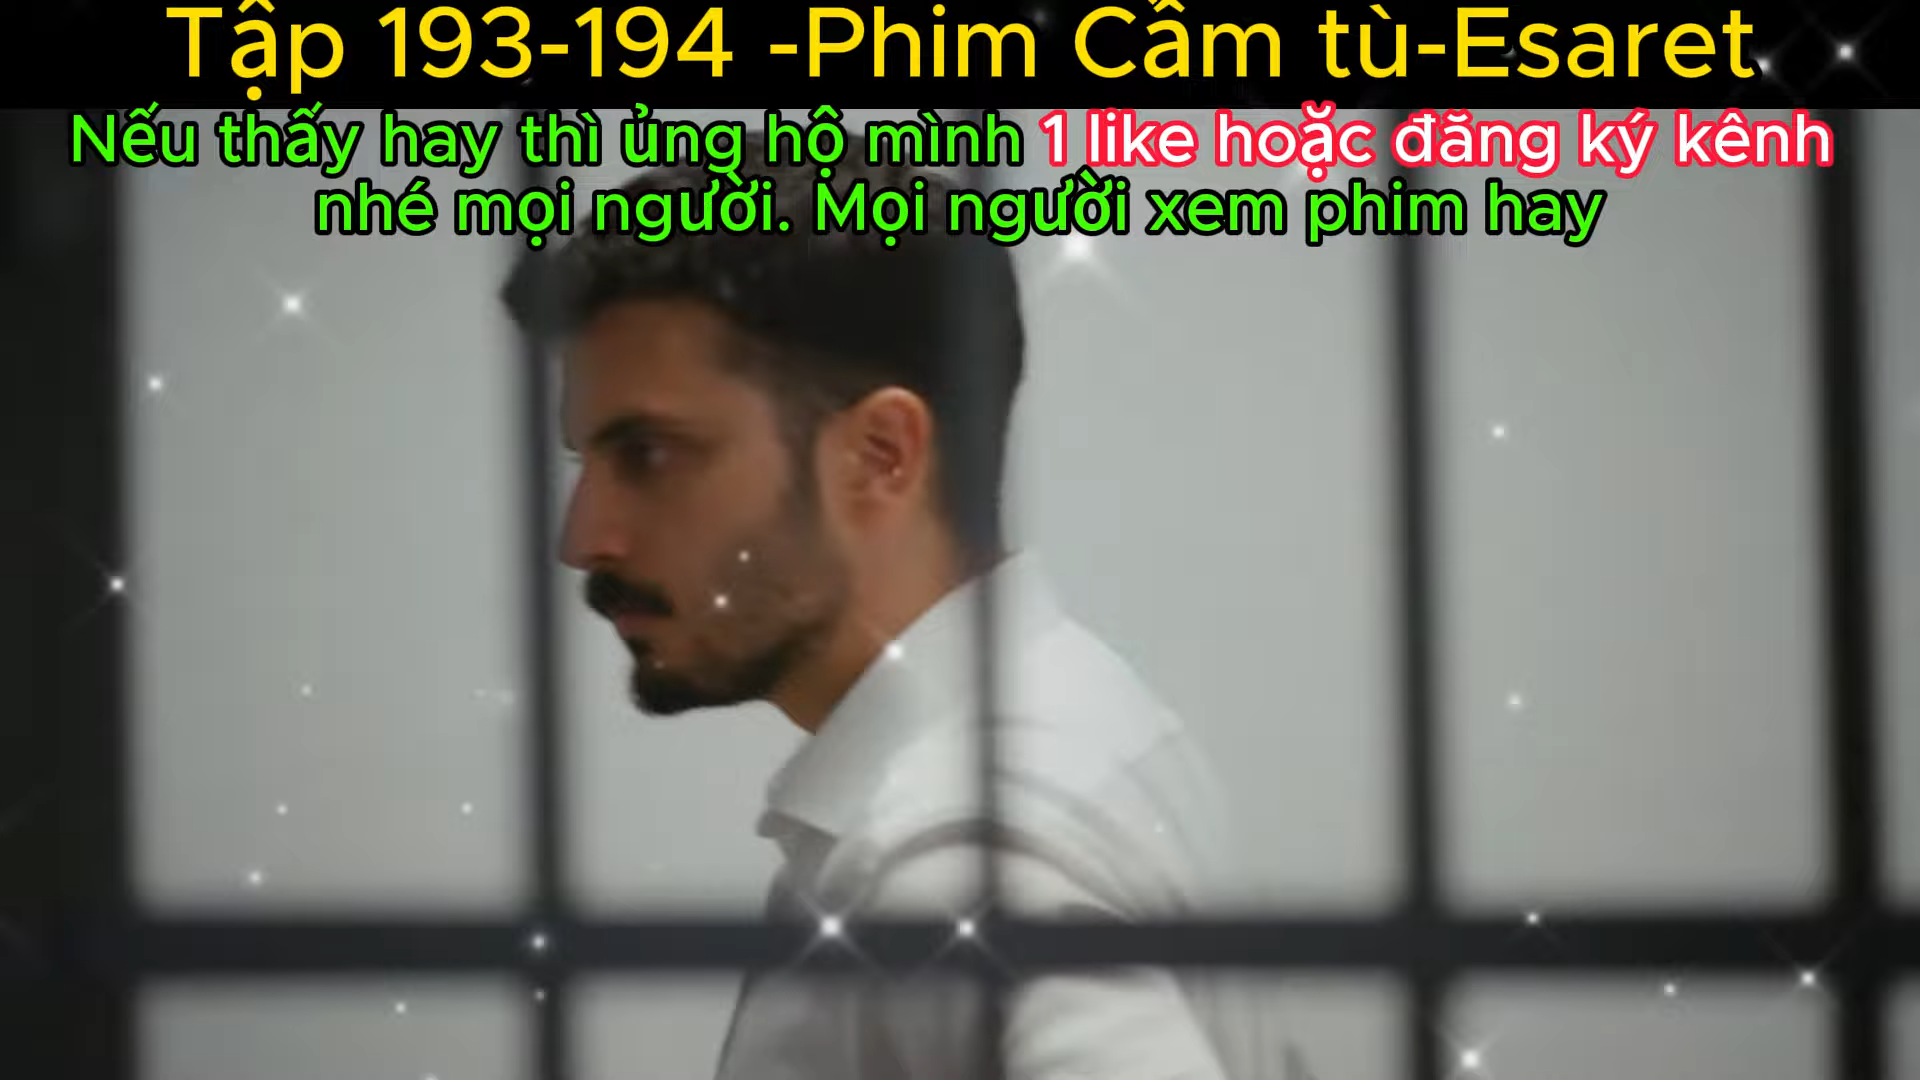 Tập 193-194 -Phim Cầm tù-Esaret
Nếu thấy hay thì ủng hộ mình 1 like hoặc đăng ký kênh
nhé mọi người. Mọi người xem phim hay